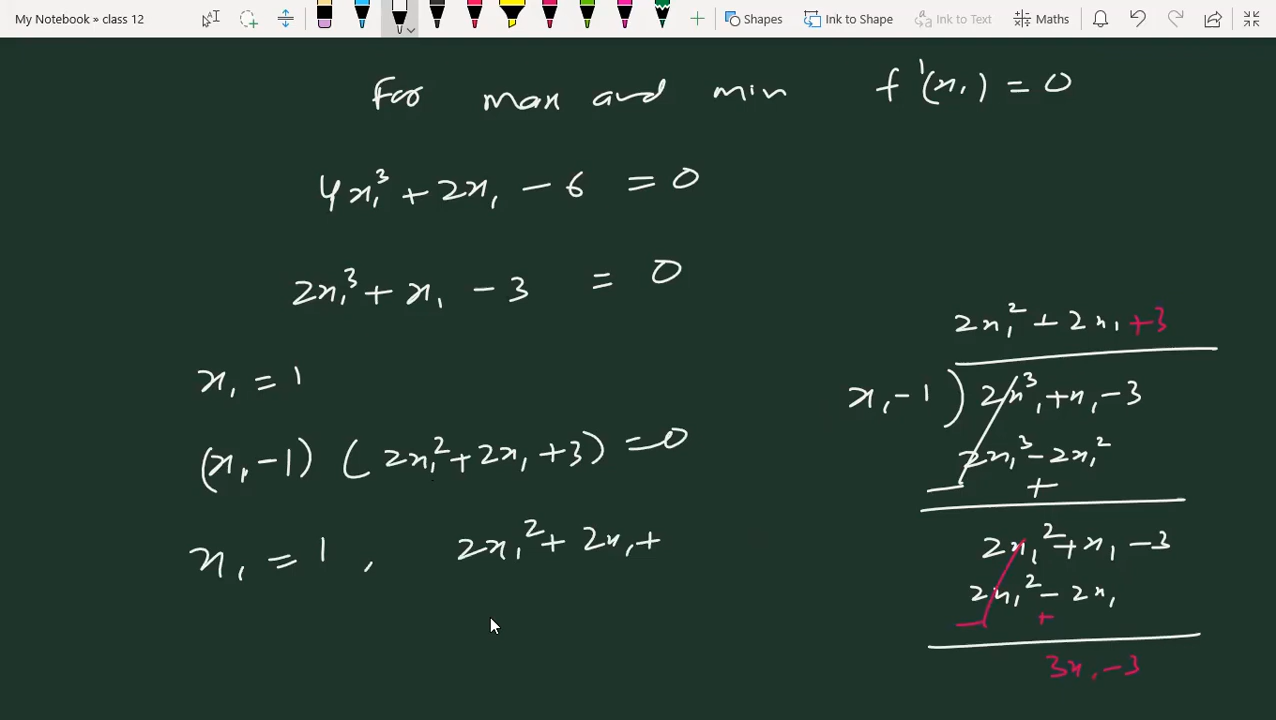 My Notebook » class 12
Shapes
Ink to Shape
Ink to Text
Maths
For max and min f'(x₁) = 0
4x₁³ + 2x₁ − 6 = 0
2x₁³ + x₁ − 3 = 0
x₁ = 1
(x₁−1) (2x₁²+2x₁+3) = 0
x₁ = 1 , 2x₁² + 2x₁ +
2x₁² + 2x₁ +3
x₁−1 ) 2x³₁ +x₁ −3
2x₁³ − 2x₁²
− +
2x₁² + x₁ −3
2x₁² − 2x₁
− +
3x₁ −3